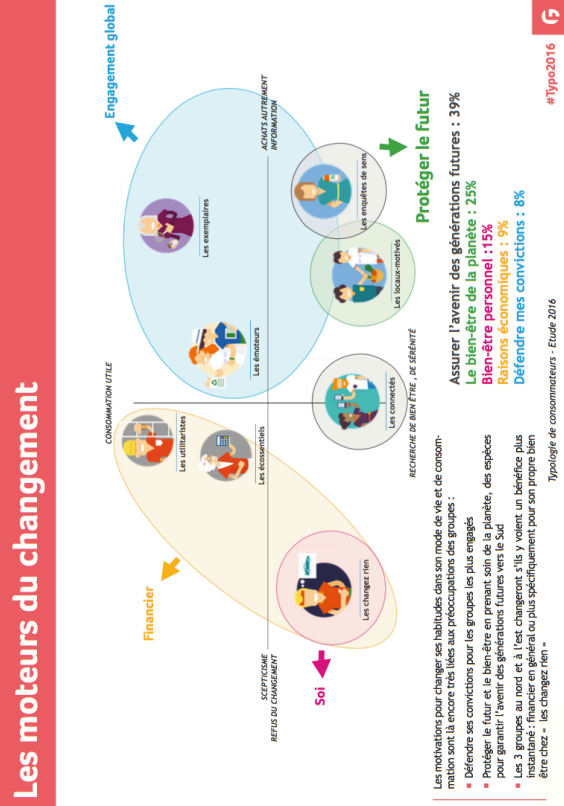 Les moteurs du changement
Engagement global
Financier
CONSOMMATION UTILE
Les utilitaristes
Les exemplaires
Les émoteurs
Les écossentiels
SCEPTICISME
REFUS DU CHANGEMENT
ACHATS AUTREMENT
INFORMATION
Soi
Les changez rien
Les connectés
Les locaux-motivés
Les enquêtes de sens
RECHERCHE DE BIEN ÊTRE , DE SÉRÉNITÉ
Protéger le futur
Les motivations pour changer ses habitudes dans son mode de vie et de consom-
mation sont là encore très liées aux préoccupations des groupes :
Défendre ses convictions pour les groupes les plus engagés
Protéger le futur et le bien-être en prenant soin de la planète, des espèces
pour garantir l'avenir des générations futures vers le Sud
Les 3 groupes au nord et à l'est changeront s'ils y voient un bénéfice plus
instantané : financier en général ou plus spécifiquement pour son propre bien
être chez « les changez rien »
Assurer l'avenir des générations futures : 39%
Le bien-être de la planète : 25%
Bien-être personnel :15%
Raisons économiques : 9%
Défendre mes convictions : 8%
Typologie de consommateurs - Etude 2016
#Typo2016